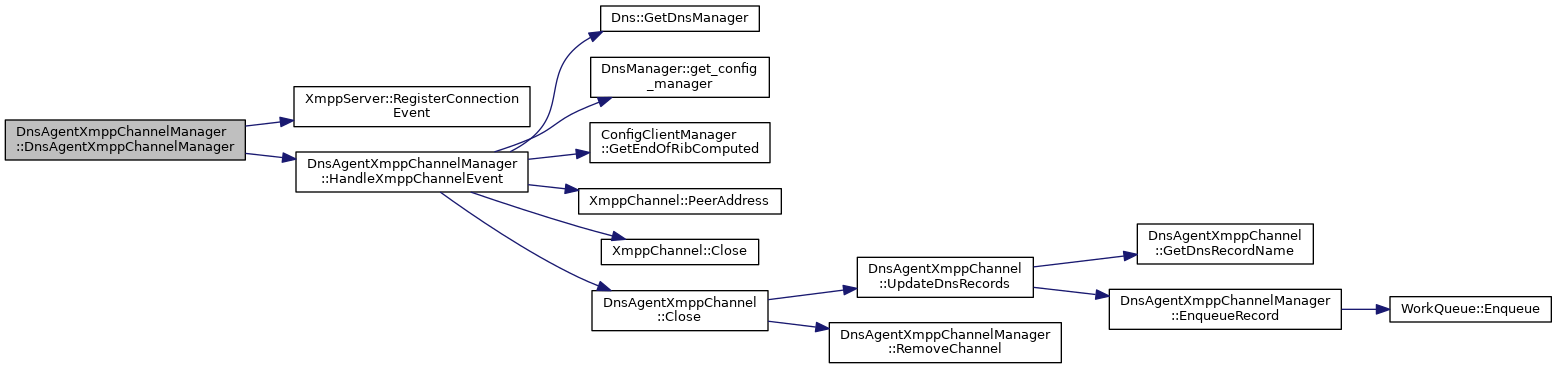 DnsAgentXmppChannelManager
::DnsAgentXmppChannelManager
XmppServer::RegisterConnection
Event
DnsAgentXmppChannelManager
::HandleXmppChannelEvent
Dns::GetDnsManager
DnsManager::get_config
_manager
ConfigClientManager
::GetEndOfRibComputed
XmppChannel::PeerAddress
XmppChannel::Close
DnsAgentXmppChannel
::Close
DnsAgentXmppChannel
::UpdateDnsRecords
DnsAgentXmppChannelManager
::RemoveChannel
DnsAgentXmppChannel
::GetDnsRecordName
DnsAgentXmppChannelManager
::EnqueueRecord
WorkQueue::Enqueue